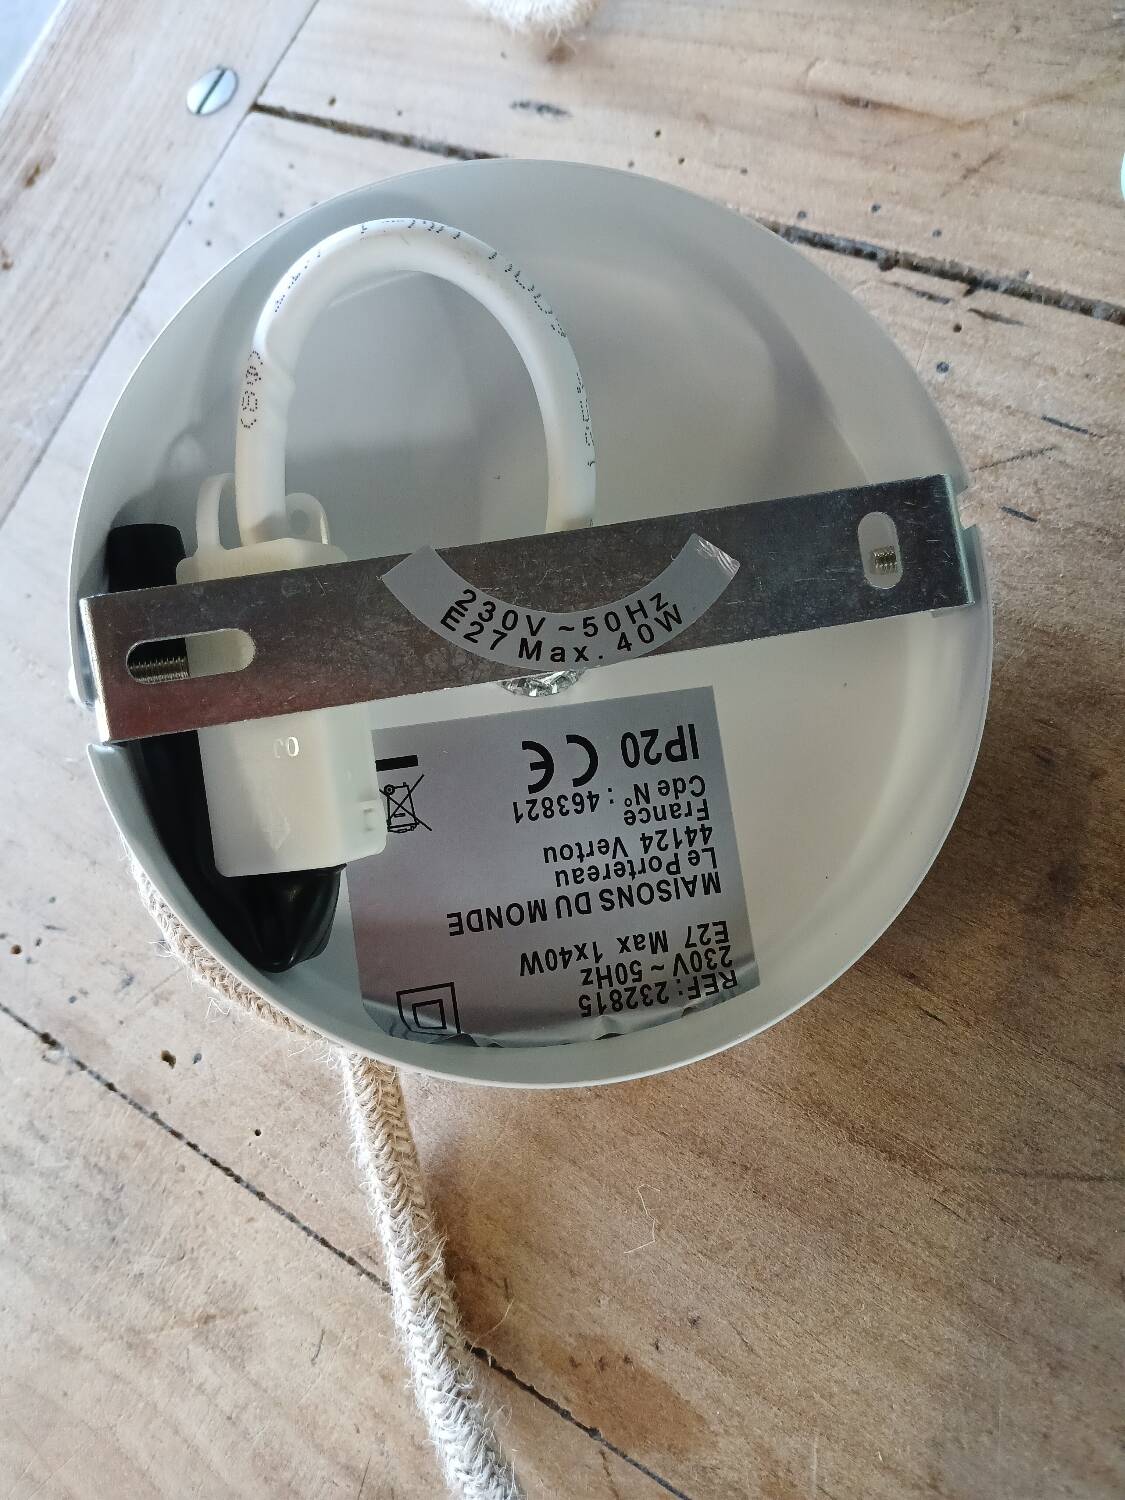 230V ~50Hz
E27 Max. 40W
REF: 232815
230V ~ 50Hz
E27 Max 1x40W
MAISONS DU MONDE
Le Portereau
44124 Vertou
France
Cde N° : 463821
IP20 CE